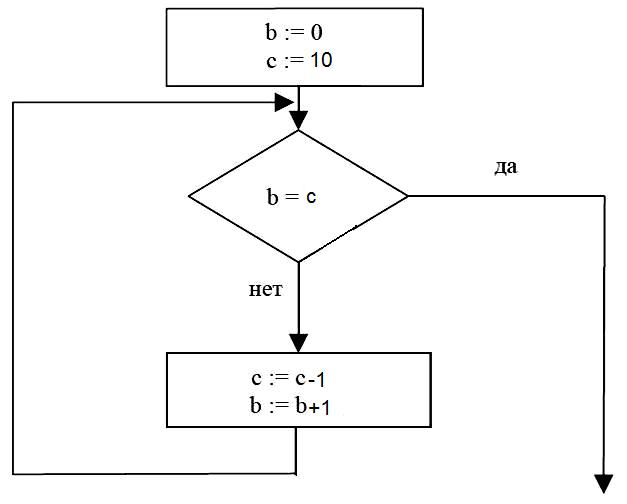 b := 0
c := 10
b = c
да
нет
c := c-1
b := b+1